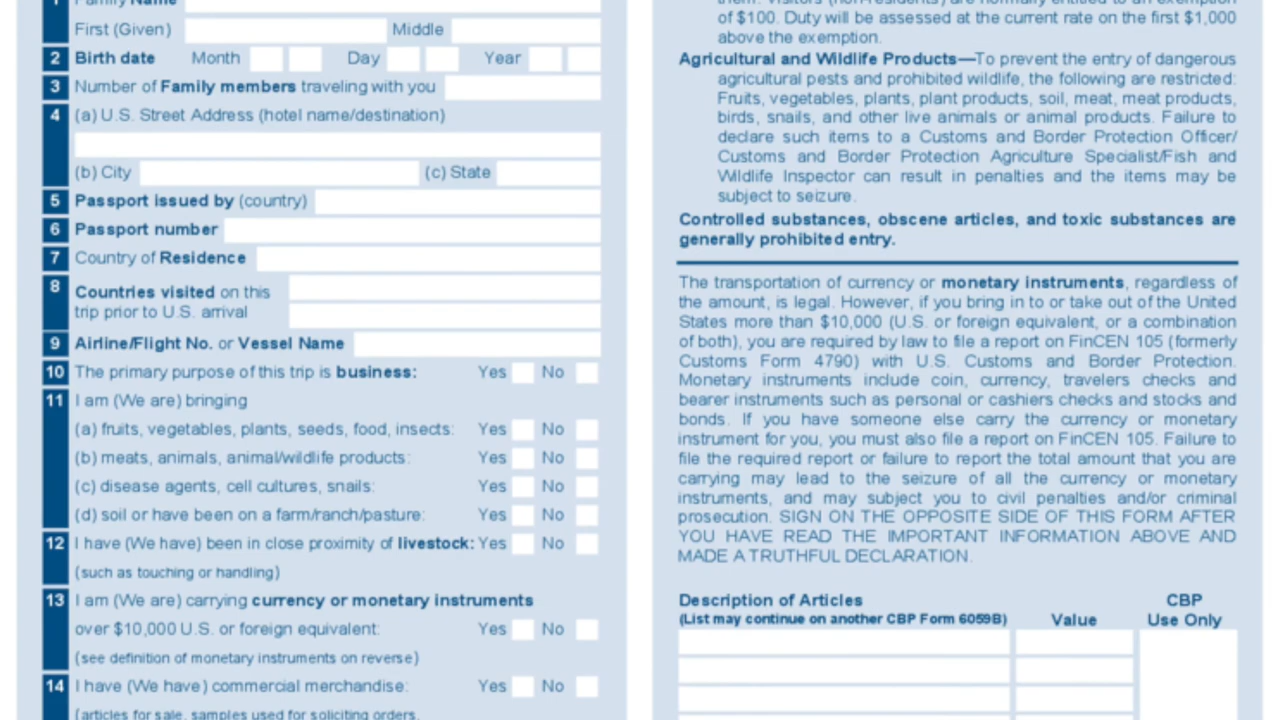 1 Family Name
First (Given) Middle
2 Birth date Month Day Year
3 Number of Family members traveling with you
4 (a) U.S. Street Address (hotel name/destination)
(b) City (c) State
5 Passport issued by (country)
6 Passport number
7 Country of Residence
8 Countries visited on this
trip prior to U.S. arrival
9 Airline/Flight No. or Vessel Name
10 The primary purpose of this trip is business: Yes No
11 I am (We are) bringing
(a) fruits, vegetables, plants, seeds, food, insects: Yes No
(b) meats, animals, animal/wildlife products: Yes No
(c) disease agents, cell cultures, snails: Yes No
(d) soil or have been on a farm/ranch/pasture: Yes No
12 I have (We have) been in close proximity of livestock: Yes No
(such as touching or handling)
13 I am (We are) carrying currency or monetary instruments
over $10,000 U.S. or foreign equivalent: Yes No
(see definition of monetary instruments on reverse)
14 I have (We have) commercial merchandise: Yes No
(articles for sale, samples used for soliciting orders,
them. Visitors (non-residents) are normally entitled to an exemption
of $100. Duty will be assessed at the current rate on the first $1,000
above the exemption.
Agricultural and Wildlife Products—To prevent the entry of dangerous
agricultural pests and prohibited wildlife, the following are restricted:
Fruits, vegetables, plants, plant products, soil, meat, meat products,
birds, snails, and other live animals or animal products. Failure to
declare such items to a Customs and Border Protection Officer/
Customs and Border Protection Agriculture Specialist/Fish and
Wildlife Inspector can result in penalties and the items may be
subject to seizure.
Controlled substances, obscene articles, and toxic substances are
generally prohibited entry.
The transportation of currency or monetary instruments, regardless of
the amount, is legal. However, if you bring in to or take out of the United
States more than $10,000 (U.S. or foreign equivalent, or a combination
of both), you are required by law to file a report on FinCEN 105 (formerly
Customs Form 4790) with U.S. Customs and Border Protection.
Monetary instruments include coin, currency, travelers checks and
bearer instruments such as personal or cashiers checks and stocks and
bonds. If you have someone else carry the currency or monetary
instrument for you, you must also file a report on FinCEN 105. Failure to
file the required report or failure to report the total amount that you are
carrying may lead to the seizure of all the currency or monetary
instruments, and may subject you to civil penalties and/or criminal
prosecution. SIGN ON THE OPPOSITE SIDE OF THIS FORM AFTER
YOU HAVE READ THE IMPORTANT INFORMATION ABOVE AND
MADE A TRUTHFUL DECLARATION.
Description of Articles
(List may continue on another CBP Form 6059B) Value CBP
Use Only